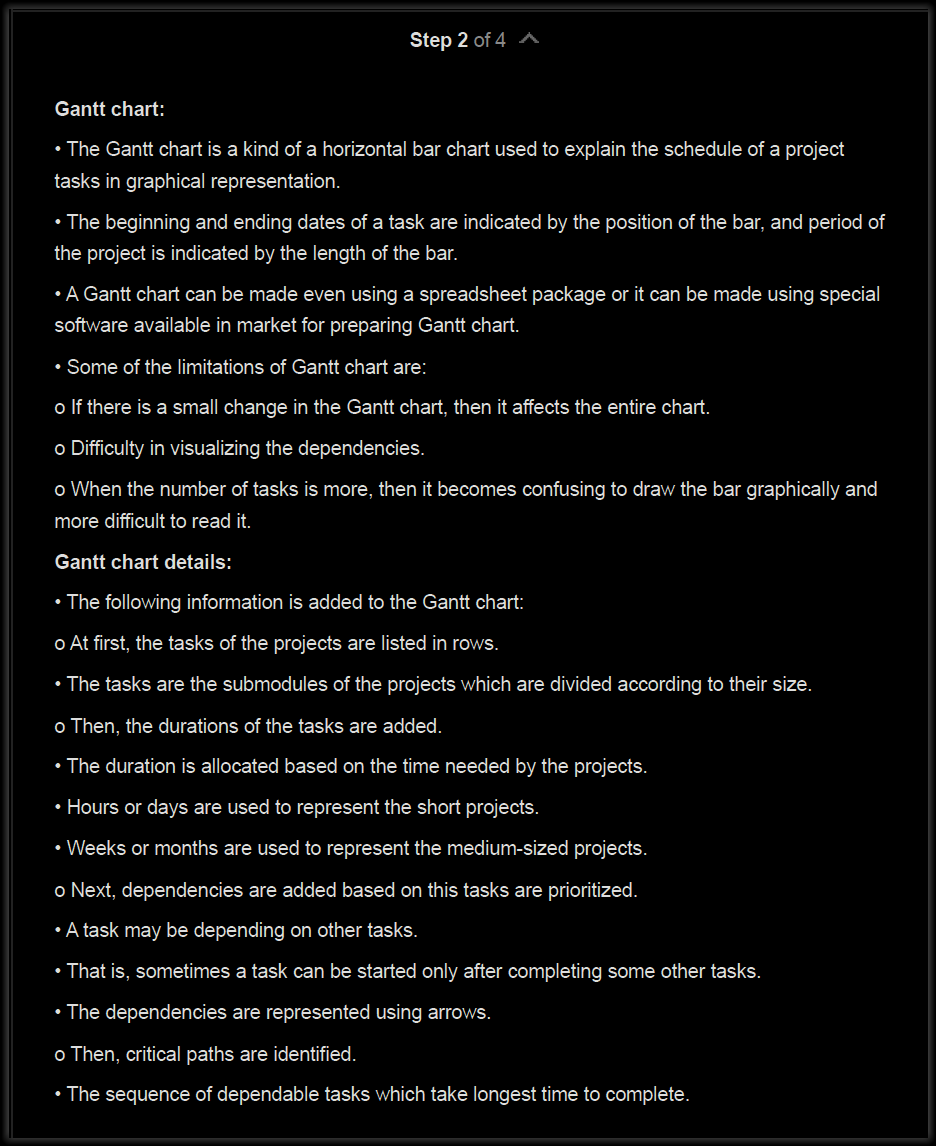 Step 2 of 4
Gantt chart:
• The Gantt chart is a kind of a horizontal bar chart used to explain the schedule of a project
tasks in graphical representation.
• The beginning and ending dates of a task are indicated by the position of the bar, and period of
the project is indicated by the length of the bar.
• A Gantt chart can be made even using a spreadsheet package or it can be made using special
software available in market for preparing Gantt chart.
• Some of the limitations of Gantt chart are:
o If there is a small change in the Gantt chart, then it affects the entire chart.
o Difficulty in visualizing the dependencies.
o When the number of tasks is more, then it becomes confusing to draw the bar graphically and
more difficult to read it.
Gantt chart details:
• The following information is added to the Gantt chart:
o At first, the tasks of the projects are listed in rows.
• The tasks are the submodules of the projects which are divided according to their size.
o Then, the durations of the tasks are added.
• The duration is allocated based on the time needed by the projects.
• Hours or days are used to represent the short projects.
• Weeks or months are used to represent the medium-sized projects.
o Next, dependencies are added based on this tasks are prioritized.
• A task may be depending on other tasks.
• That is, sometimes a task can be started only after completing some other tasks.
• The dependencies are represented using arrows.
o Then, critical paths are identified.
• The sequence of dependable tasks which take longest time to complete.